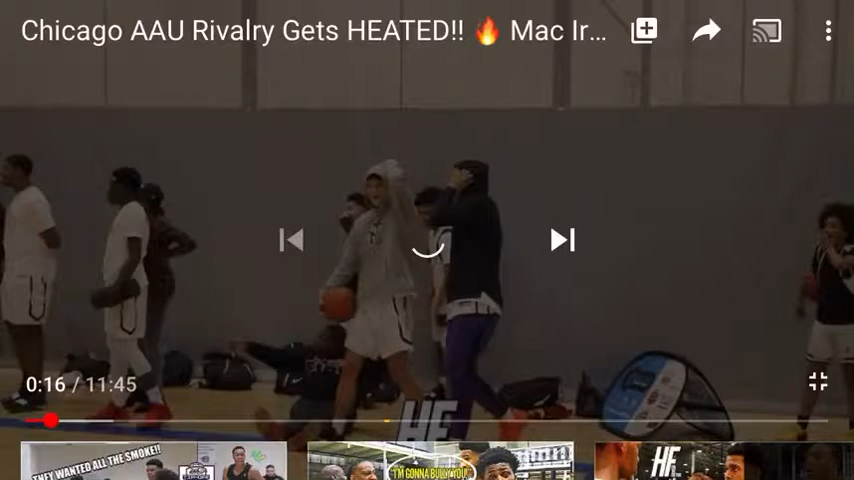 Chicago AAU Rivalry Gets HEATED!! 🔥 Mac Ir...
0:16 / 11:45
HF
THEY WANTED ALL THE SMOKE!!
"I'M GONNA BULLY YOU!"
HF